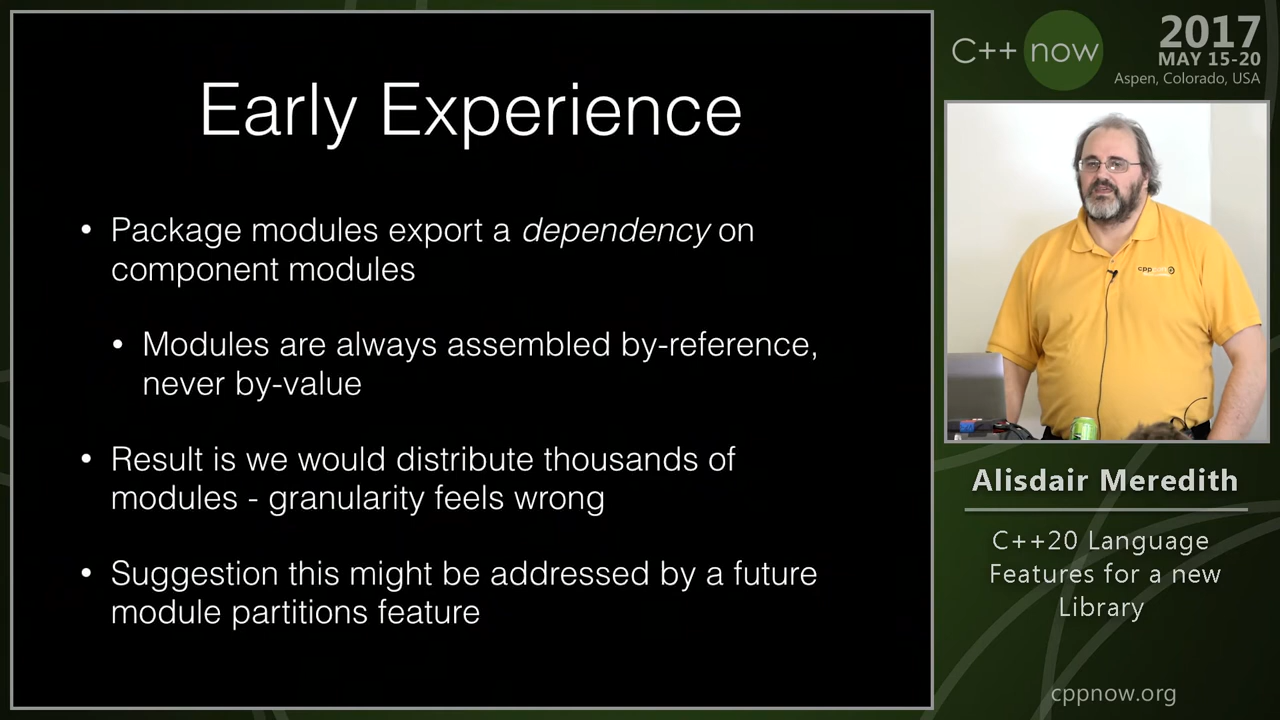 Early Experience
• Package modules export a dependency on
component modules
• Modules are always assembled by-reference,
never by-value
• Result is we would distribute thousands of
modules - granularity feels wrong
• Suggestion this might be addressed by a future
module partitions feature
C++ now
2017
MAY 15-20
Aspen, Colorado, USA
Alisdair Meredith
C++20 Language
Features for a new
Library
cppnow.org